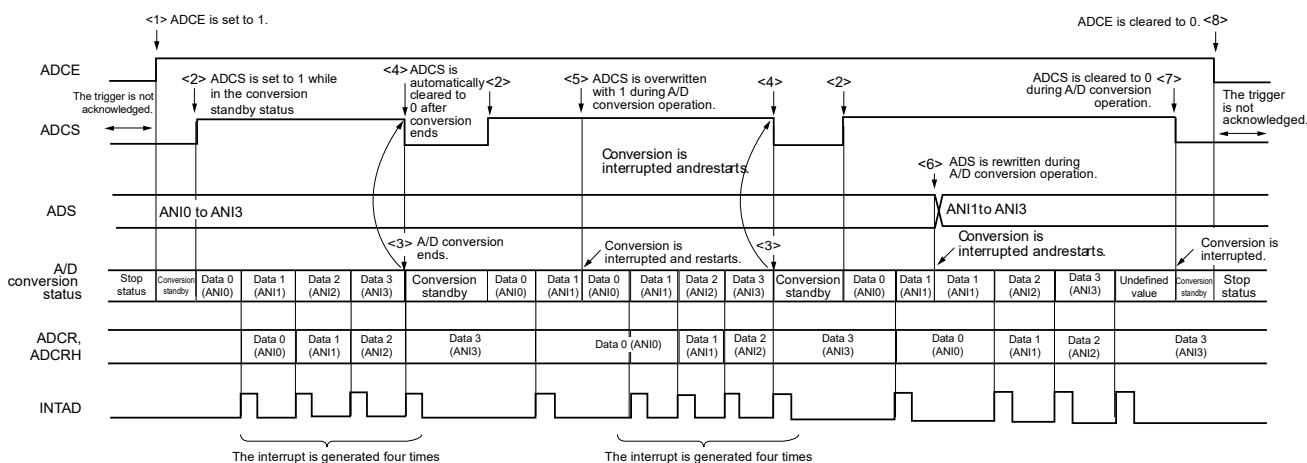 <1> ADCE is set to 1.
ADCE is cleared to 0. <8>
ADCE
The trigger is not
acknowledged.
<2> ADCS is set to 1 while
in the conversion
standby status
<4> ADCS is
automatically
cleared to
0 after
conversion
ends
<2>
<5> ADCS is overwritten
with 1 during A/D
conversion operation.
<4>
<2>
ADCS is cleared to 0 <7>
during A/D conversion
operation.
The trigger
is not
acknowledged.
ADCS
Conversion is
interrupted andrestarts.
<6> ADS is rewritten during
A/D conversion operation.
ADS
ANI0 to ANI3
ANI1to ANI3
<3> A/D conversion
ends.
Conversion is
interrupted and restarts.
<3>
Conversion is
interrupted andrestarts.
Conversion is
interrupted.
A/D
conversion
status
Stop
status
Conversion
standby
Data 0
(ANI0)
Data 1
(ANI1)
Data 2
(ANI2)
Data 3
(ANI3)
Conversion
standby
Data 0
(ANI0)
Data 1
(ANI1)
Data 0
(ANI0)
Data 1
(ANI1)
Data 2
(ANI2)
Data 3
(ANI3)
Conversion
standby
Data 0
(ANI0)
Data 1
(ANI1)
Data 1
(ANI1)
Data 2
(ANI2)
Data 3
(ANI3)
Undefined
value
Conversion
standby
Stop
status
ADCR,
ADCRH
Data 0
(ANI0)
Data 1
(ANI1)
Data 2
(ANI2)
Data 3
(ANI3)
Data 0 (ANI0)
Data 1
(ANI1)
Data 2
(ANI2)
Data 3
(ANI3)
Data 0
(ANI0)
Data 1
(ANI1)
Data 2
(ANI2)
Data 3
(ANI3)
INTAD
The interrupt is generated four times
The interrupt is generated four times